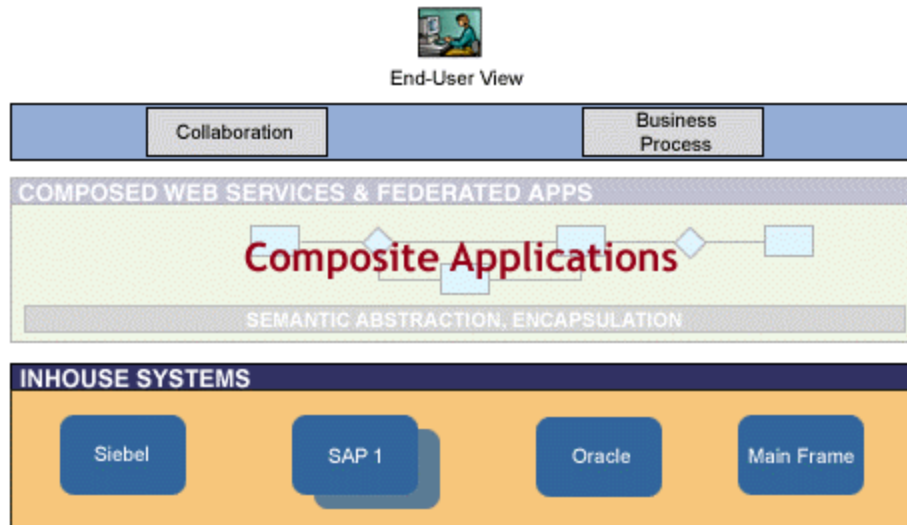 End-User View
Collaboration
Business
Process
COMPOSED WEB SERVICES & FEDERATED APPS
Composite Applications
SEMANTIC ABSTRACTION, ENCAPSULATION
INHOUSE SYSTEMS
Siebel
SAP 1
Oracle
Main Frame